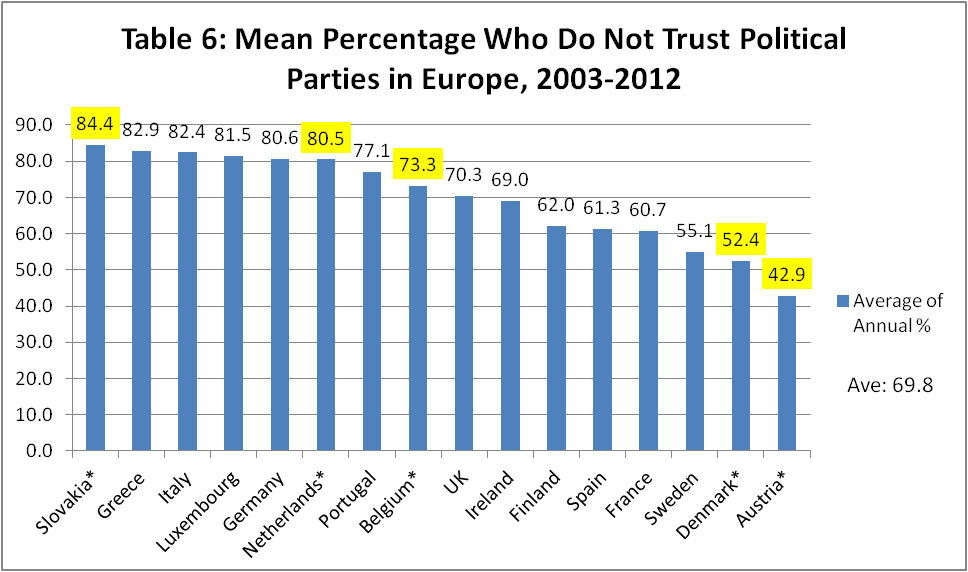 Table 6: Mean Percentage Who Do Not Trust Political
Parties in Europe, 2003-2012
90.0
80.0
70.0
60.0
50.0
40.0
30.0
20.0
10.0
0.0
84.4
82.9
82.4
81.5
80.6
80.5
77.1
73.3
70.3
69.0
62.0
61.3
60.7
55.1
52.4
42.9
Slovakia*
Greece
Italy
Luxembourg
Germany
Netherlands*
Portugal
Belgium*
UK
Ireland
Finland
Spain
France
Sweden
Denmark*
Austria*
Average of
Annual %
Ave: 69.8